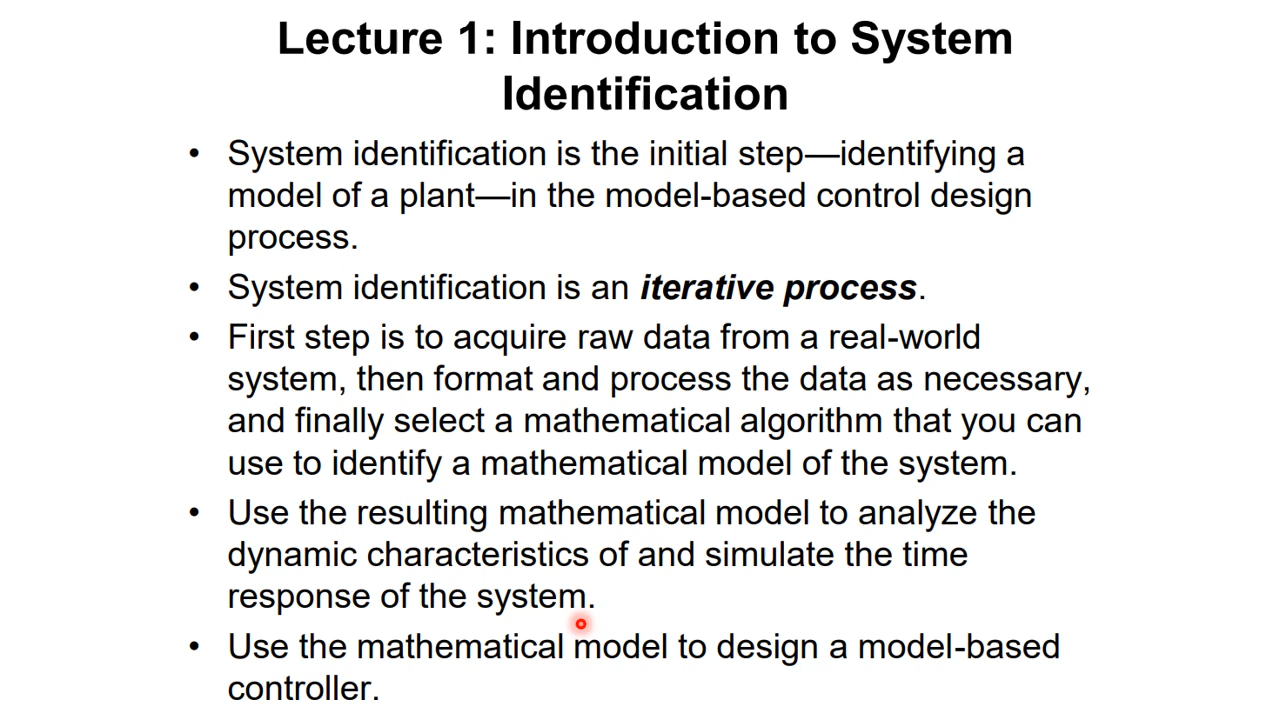 Lecture 1: Introduction to System
Identification
• System identification is the initial step—identifying a
model of a plant—in the model-based control design
process.
• System identification is an iterative process.
• First step is to acquire raw data from a real-world
system, then format and process the data as necessary,
and finally select a mathematical algorithm that you can
use to identify a mathematical model of the system.
• Use the resulting mathematical model to analyze the
dynamic characteristics of and simulate the time
response of the system.
• Use the mathematical model to design a model-based
controller.